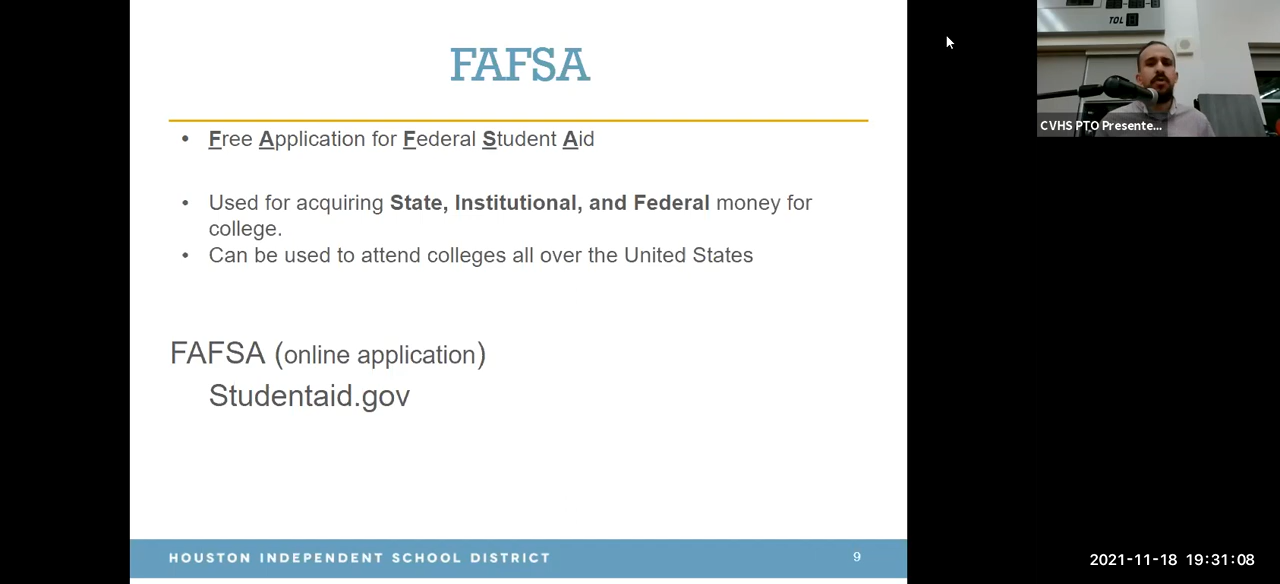 FAFSA
• Free Application for Federal Student Aid
• Used for acquiring State, Institutional, and Federal money for
college.
• Can be used to attend colleges all over the United States
FAFSA (online application)
Studentaid.gov
HOUSTON INDEPENDENT SCHOOL DISTRICT
9
TOL
CVHS PTO Presente...
2021-11-18 19:31:08